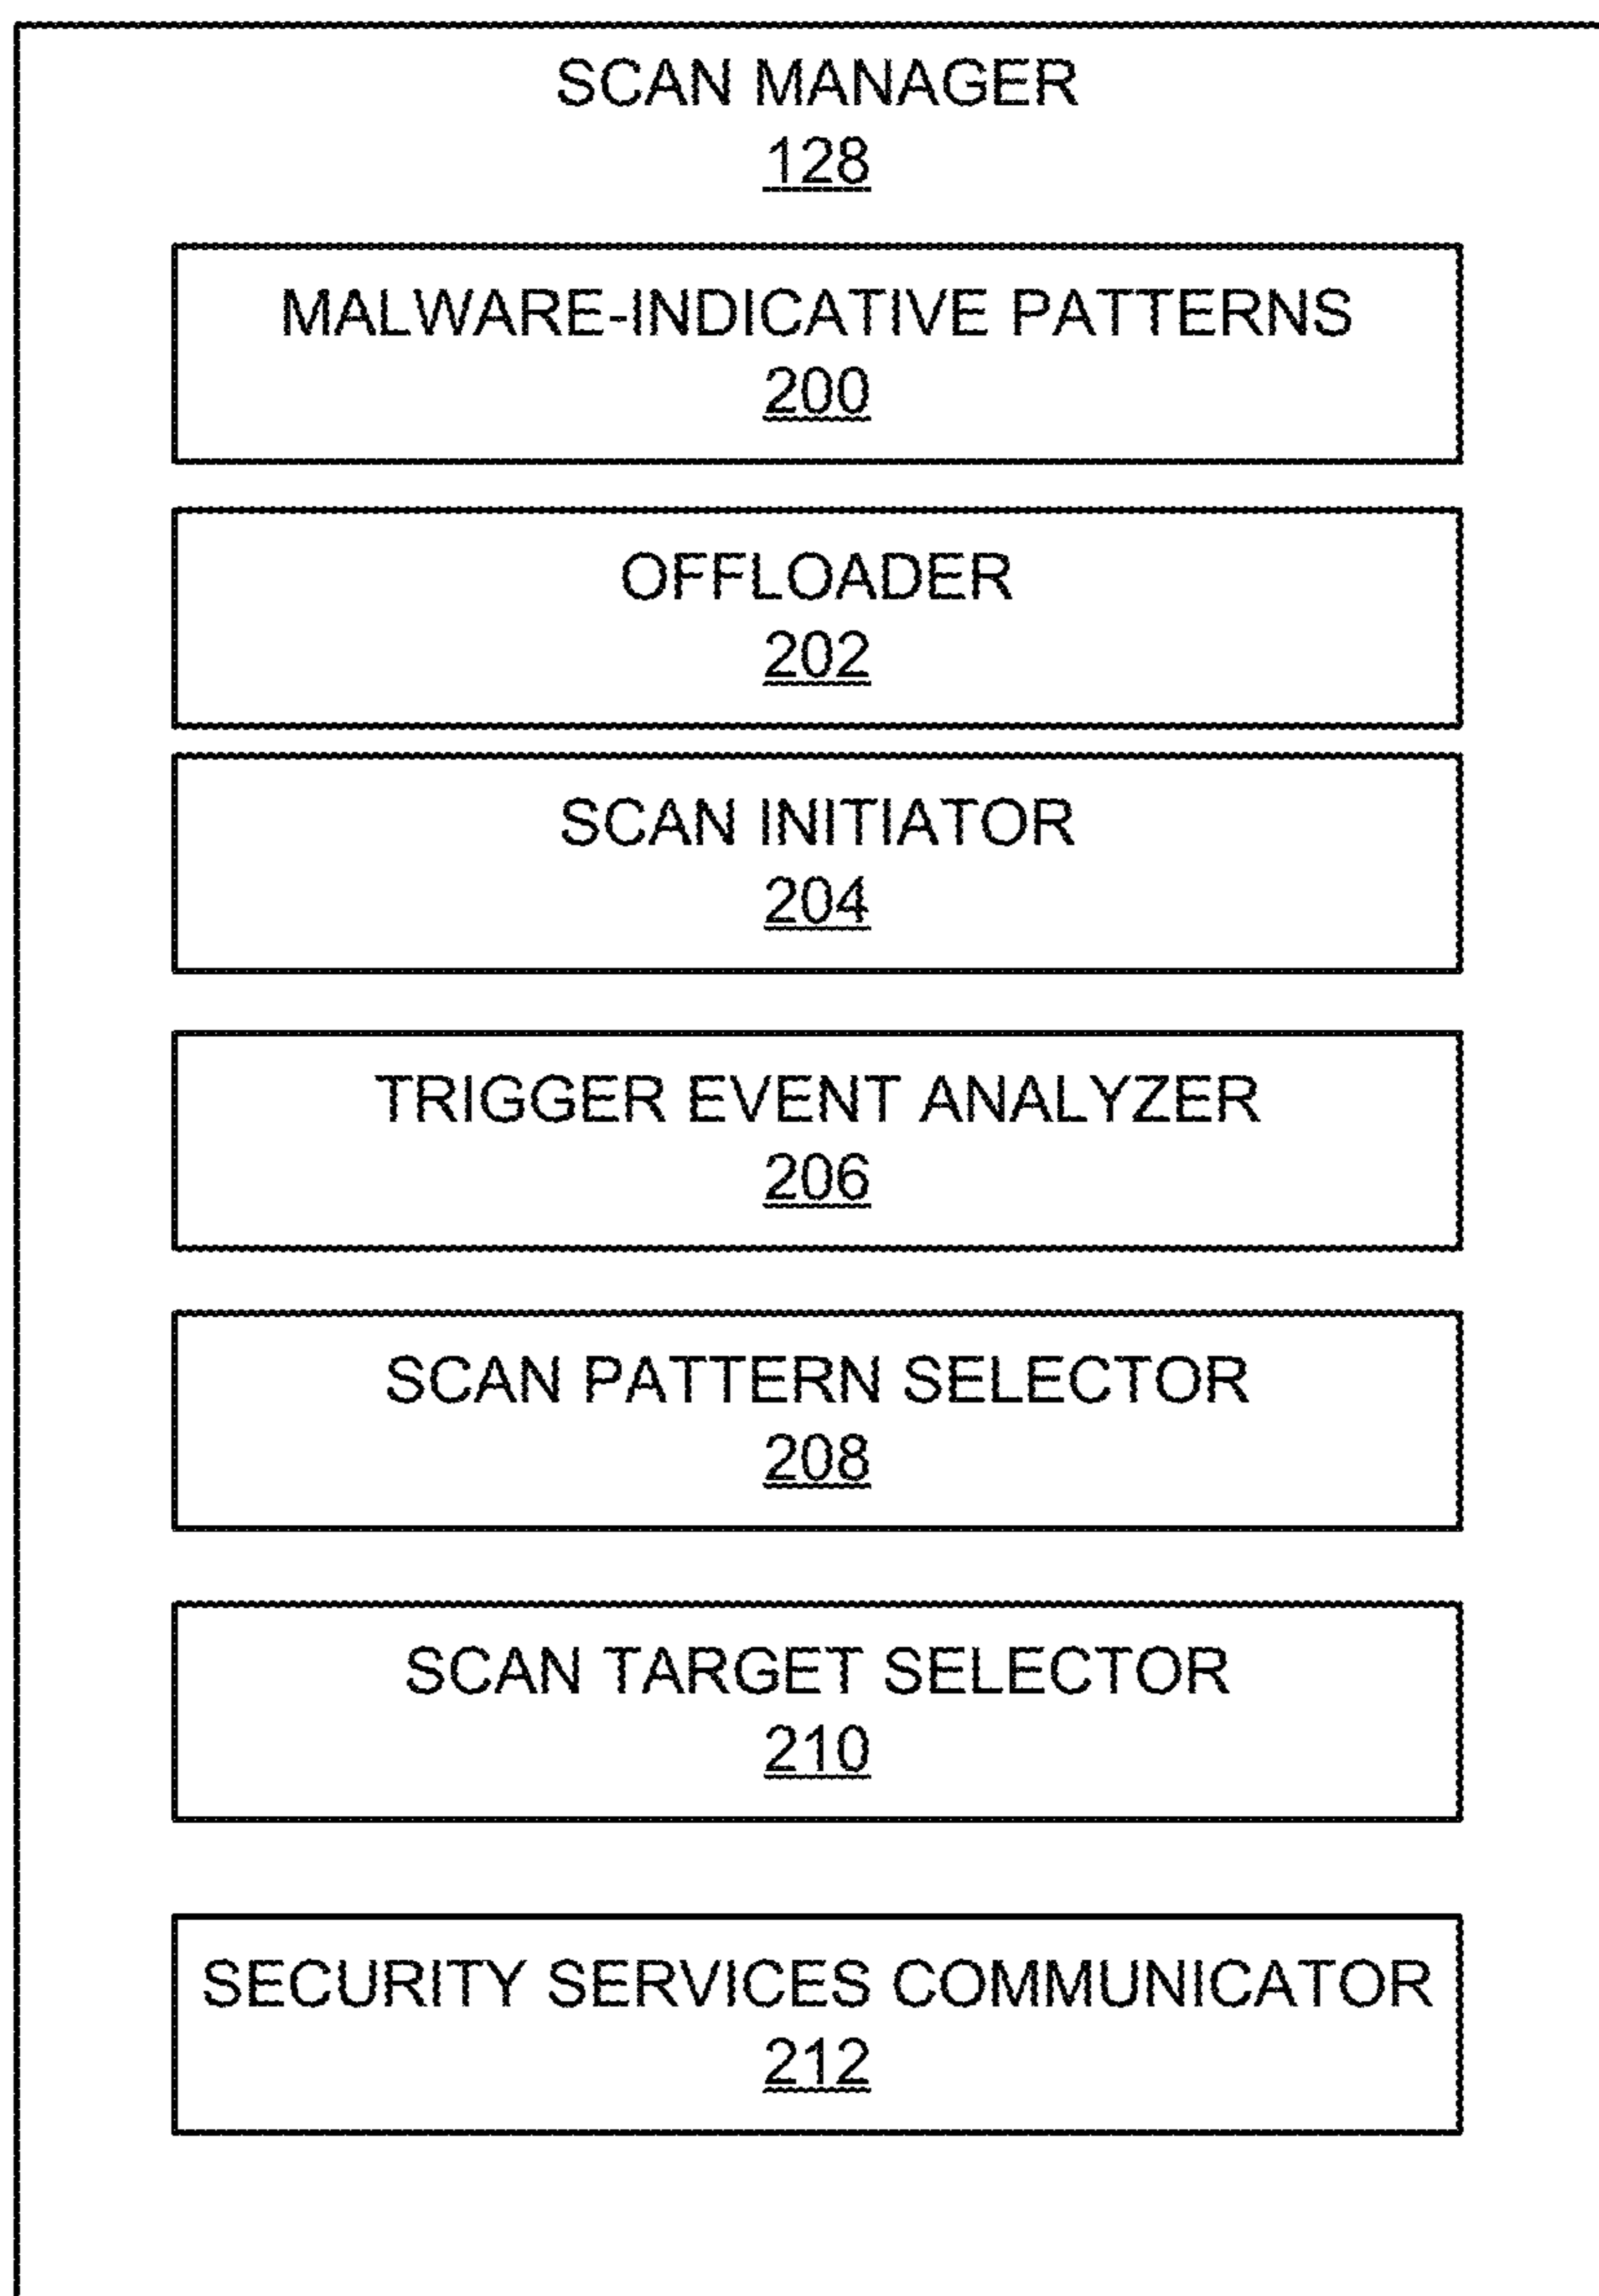 SCAN MANAGER
128
MALWARE-INDICATIVE PATTERNS
200
OFFLOADER
202
SCAN INITIATOR
204
TRIGGER EVENT ANALYZER
206
SCAN PATTERN SELECTOR
208
SCAN TARGET SELECTOR
210
SECURITY SERVICES COMMUNICATOR
212